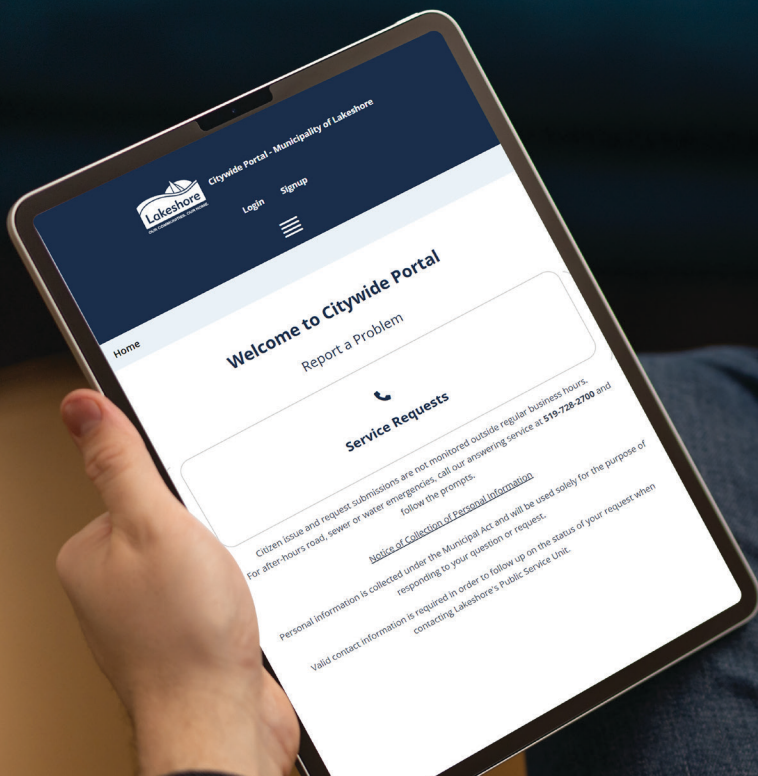 Citywide Portal - Municipality of Lakeshore
Lakeshore
OUR COMMUNITIES. OUR HOME.
Login Signup
Home
Welcome to Citywide Portal
Report a Problem
Service Requests
Citizen issue and request submissions are not monitored outside regular business hours.
For after-hours road, sewer or water emergencies, call our answering service at 519-728-2700 and
follow the prompts.
Notice of Collection of Personal Information
Personal information is collected under the Municipal Act and will be used solely for the purpose of
responding to your question or request.
Valid contact information is required in order to follow up on the status of your request when
contacting Lakeshore's Public Service Unit.